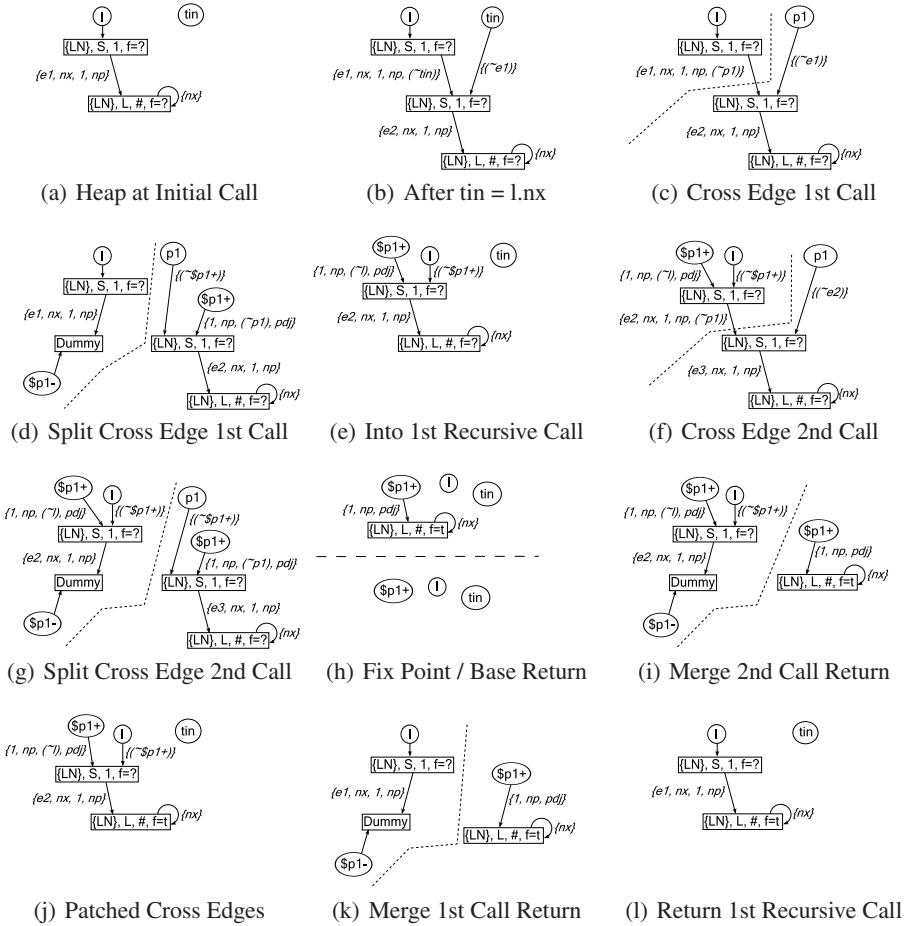 l
tin
{LN}, S, 1, f=?
{e1, nx, 1, np}
{LN}, L, #, f=?
{nx}
(a) Heap at Initial Call
l
tin
{LN}, S, 1, f=?
{e1, nx, 1, np, (~tin)}
{(~e1)}
{LN}, S, 1, f=?
{e2, nx, 1, np}
{LN}, L, #, f=?
{nx}
(b) After tin = l.nx
l
p1
{LN}, S, 1, f=?
{e1, nx, 1, np, (~p1)}
{(~e1)}
{LN}, S, 1, f=?
{e2, nx, 1, np}
{LN}, L, #, f=?
{nx}
(c) Cross Edge 1st Call
l
p1
{(~$p1+)}
{LN}, S, 1, f=?
$p1+
{e1, nx, 1, np}
{1, np, (~p1), pdj}
Dummy
{LN}, S, 1, f=?
$p1-
{e2, nx, 1, np}
{LN}, L, #, f=?
{nx}
(d) Split Cross Edge 1st Call
$p1+
l
tin
{1, np, (~l), pdj}
{(~$p1+)}
{LN}, S, 1, f=?
{e2, nx, 1, np}
{LN}, L, #, f=?
{nx}
(e) Into 1st Recursive Call
$p1+
l
p1
{1, np, (~l), pdj}
{(~$p1+)}
{LN}, S, 1, f=?
{e2, nx, 1, np, (~p1)}
{(~e2)}
{LN}, S, 1, f=?
{e3, nx, 1, np}
{LN}, L, #, f=?
{nx}
(f) Cross Edge 2nd Call
$p1+
l
p1
{1, np, (~l), pdj}
{(~$p1+)}
{(~$p1+)}
{LN}, S, 1, f=?
$p1+
{e2, nx, 1, np}
{1, np, (~p1), pdj}
Dummy
{LN}, S, 1, f=?
$p1-
{e3, nx, 1, np}
{LN}, L, #, f=?
{nx}
(g) Split Cross Edge 2nd Call
$p1+
l
tin
{1, np, pdj}
{LN}, L, #, f=t
{nx}
$p1+
l
tin
(h) Fix Point / Base Return
$p1+
l
{1, np, (~l), pdj}
{(~$p1+)}
{LN}, S, 1, f=?
$p1+
{e2, nx, 1, np}
{1, np, pdj}
Dummy
{LN}, L, #, f=t
{nx}
$p1-
(i) Merge 2nd Call Return
$p1+
l
tin
{1, np, (~l), pdj}
{(~$p1+)}
{LN}, S, 1, f=?
{e2, nx, 1, np}
{LN}, L, #, f=t
{nx}
(j) Patched Cross Edges
l
{LN}, S, 1, f=?
$p1+
{e1, nx, 1, np}
{1, np, pdj}
Dummy
{LN}, L, #, f=t
{nx}
$p1-
(k) Merge 1st Call Return
l
tin
{LN}, S, 1, f=?
{e1, nx, 1, np}
{LN}, L, #, f=t
{nx}
(l) Return 1st Recursive Call